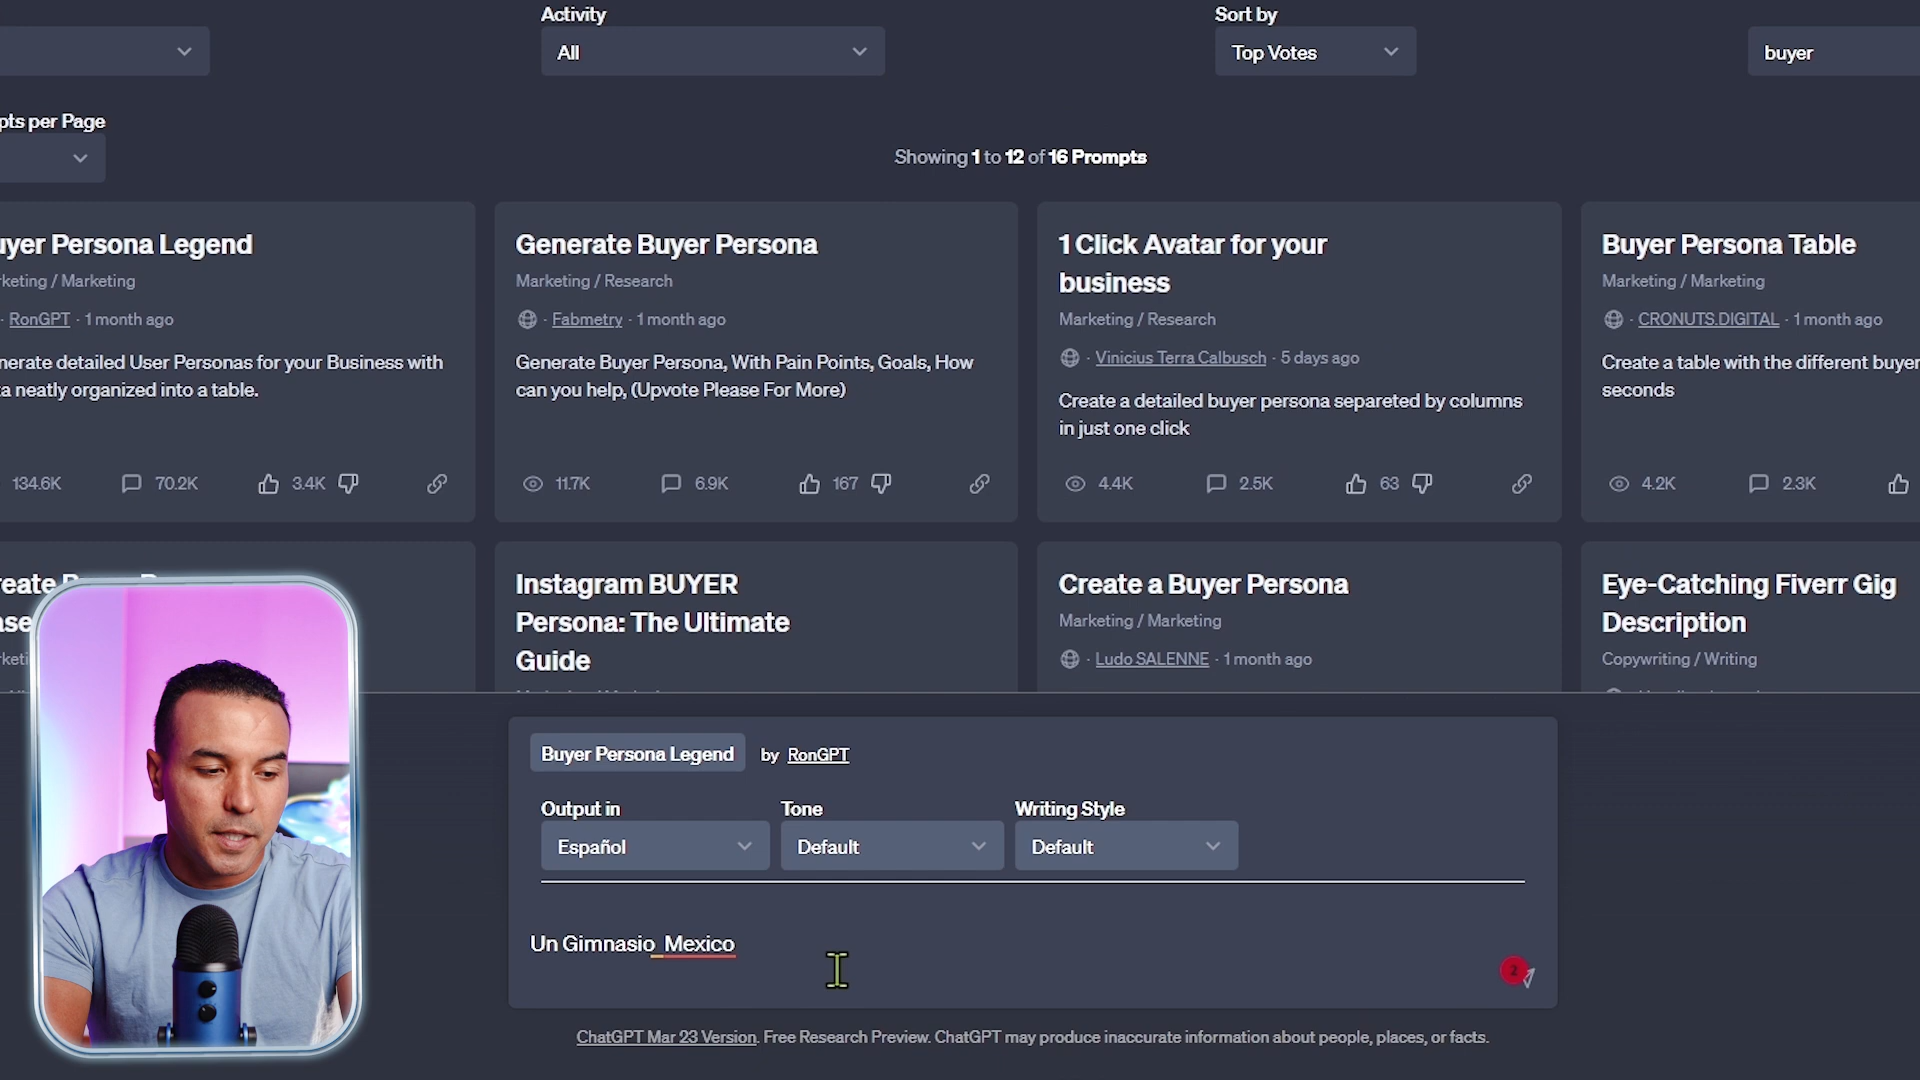 Activity
Sort by
All
Top Votes
buyer
pts per Page
Showing 1 to 12 of 16 Prompts
uyer Persona Legend
keting / Marketing
· RonGPT · 1 month ago
nerate detailed User Personas for your Business with
a neatly organized into a table.
134.6K 70.2K 3.4K
Generate Buyer Persona
Marketing / Research
· Fabmetry · 1 month ago
Generate Buyer Persona, With Pain Points, Goals, How
can you help, (Upvote Please For More)
11.7K 6.9K 167
1 Click Avatar for your
business
Marketing / Research
· Vinicius Terra Calbusch · 5 days ago
Create a detailed buyer persona separeted by columns
in just one click
4.4K 2.5K 63
Buyer Persona Table
Marketing / Marketing
· CRONUTS.DIGITAL · 1 month ago
Create a table with the different buyer
seconds
4.2K 2.3K
Instagram BUYER
Persona: The Ultimate
Guide
Create a Buyer Persona
Marketing / Marketing
· Ludo SALENNE · 1 month ago
Eye-Catching Fiverr Gig
Description
Copywriting / Writing
Buyer Persona Legend by RonGPT
Output in Tone Writing Style
Español Default Default
Un Gimnasio Mexico
2
ChatGPT Mar 23 Version. Free Research Preview. ChatGPT may produce inaccurate information about people, places, or facts.